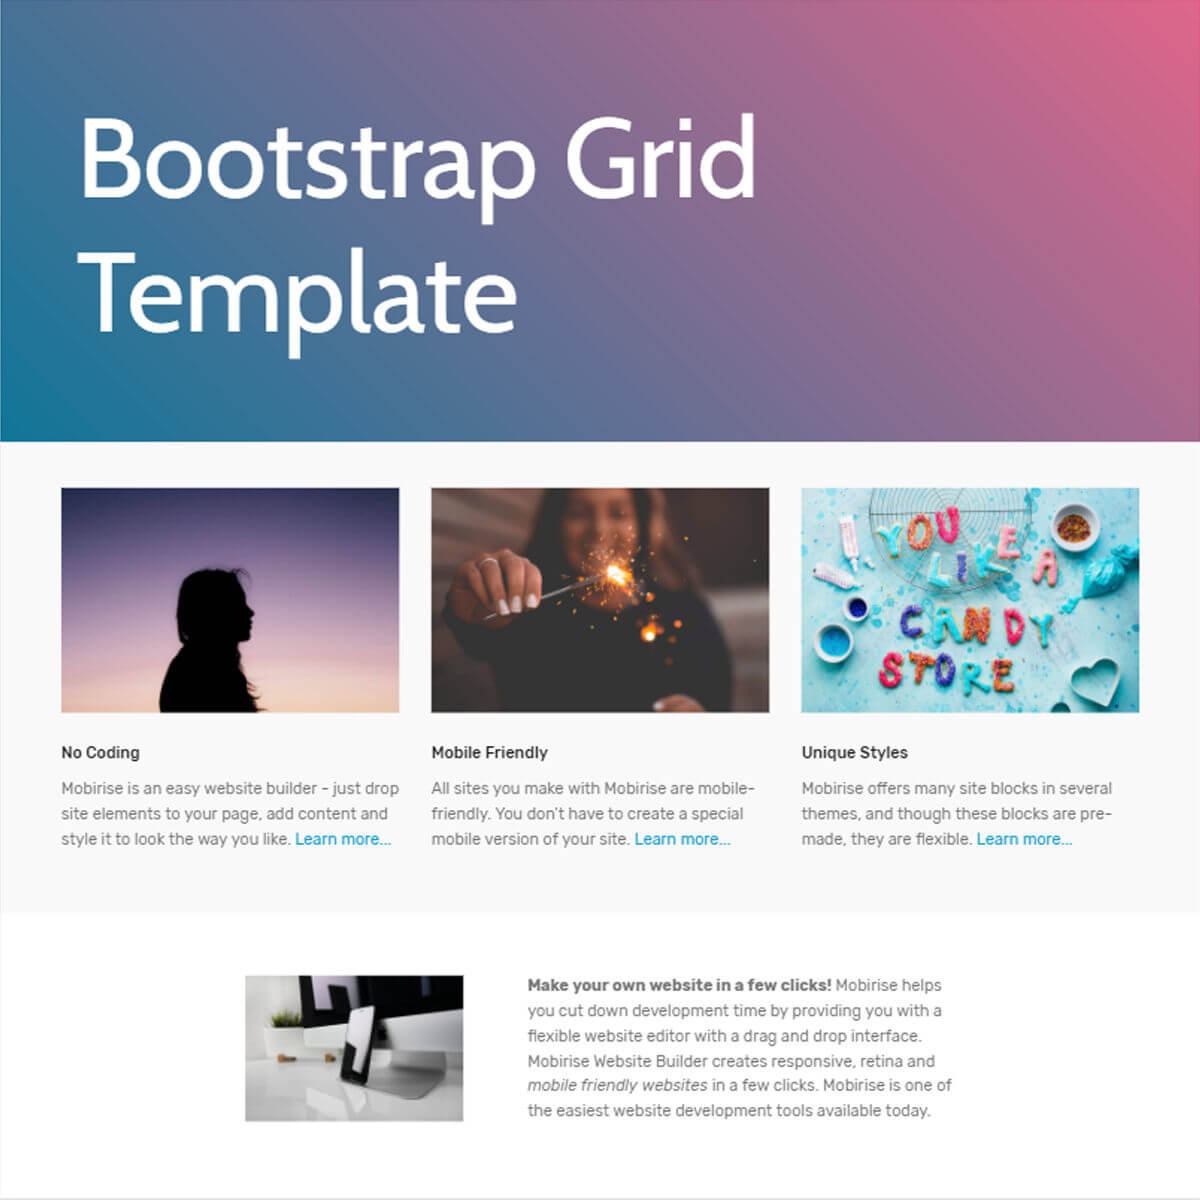 Bootstrap Grid
Template
YOU
LIKE A
CANDY
STORE
No Coding
Mobirise is an easy website builder - just drop
site elements to your page, add content and
style it to look the way you like. Learn more...
Mobile Friendly
All sites you make with Mobirise are mobile-
friendly. You don't have to create a special
mobile version of your site. Learn more...
Unique Styles
Mobirise offers many site blocks in several
themes, and though these blocks are pre-
made, they are flexible. Learn more...
Make your own website in a few clicks! Mobirise helps
you cut down development time by providing you with a
flexible website editor with a drag and drop interface.
Mobirise Website Builder creates responsive, retina and
mobile friendly websites in a few clicks. Mobirise is one of
the easiest website development tools available today.